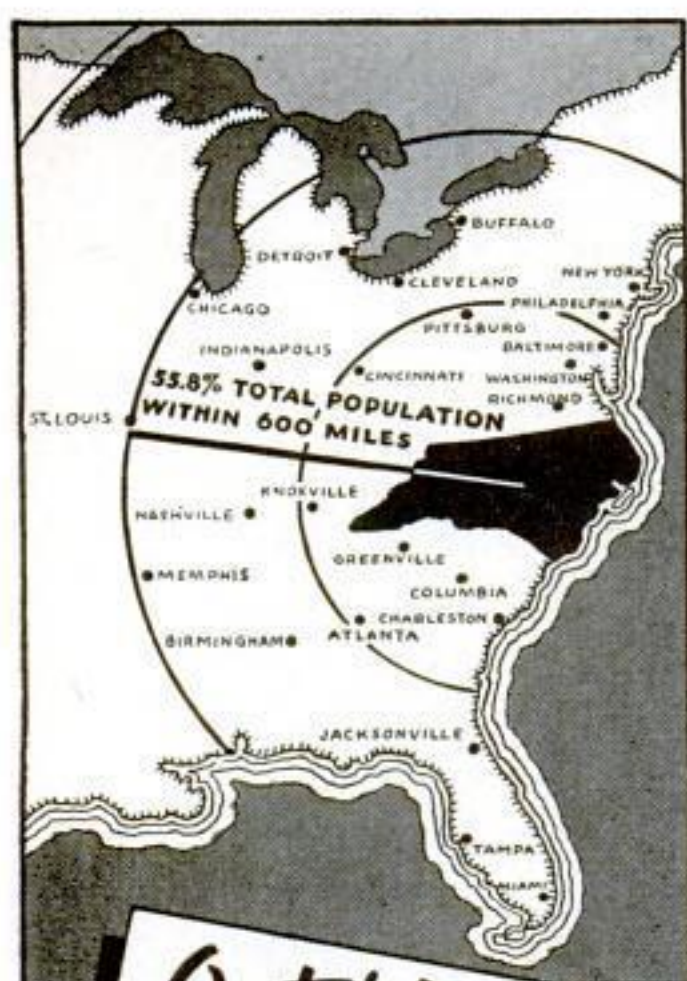 BUFFALO
DETROIT
CLEVELAND
NEW YORK
CHICAGO
PHILADELPHIA
PITTSBURG
INDIANAPOLIS
BALTIMORE
CINCINNATI
WASHINGTON
55.8% TOTAL POPULATION
WITHIN 600 MILES
RICHMOND
ST. LOUIS
KNOXVILLE
NASHVILLE
GREENVILLE
MEMPHIS
COLUMBIA
CHARLESTON
ATLANTA
BIRMINGHAM
JACKSONVILLE
TAMPA
MIAMI